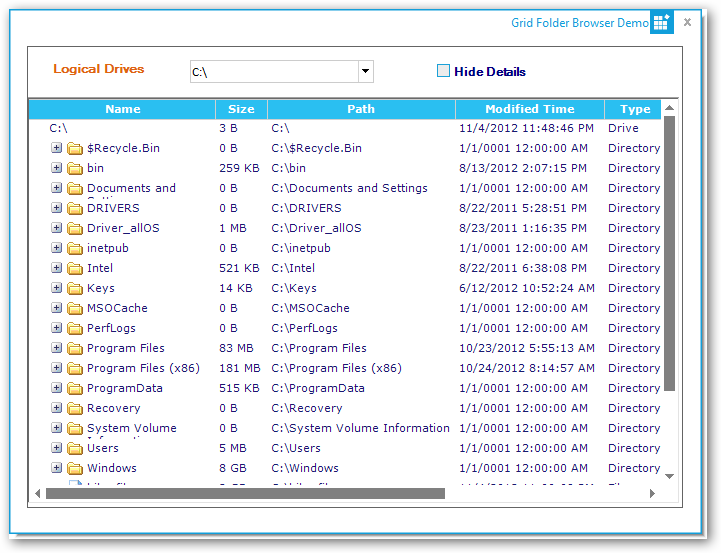 Grid Folder Browser Demo
Logical Drives C:\ Hide Details
Name Size Path Modified Time Type
C:\ 3 B C:\ 11/4/2012 11:48:46 PM Drive
$Recycle.Bin 0 B C:\$Recycle.Bin 1/1/0001 12:00:00 AM Directory
bin 259 KB C:\bin 8/13/2012 2:07:15 PM Directory
Documents and 0 B C:\Documents and Settings 1/1/0001 12:00:00 AM Directory
DRIVERS 0 B C:\DRIVERS 8/22/2011 5:28:51 PM Directory
Driver_allOS 1 MB C:\Driver_allOS 8/23/2011 1:16:35 PM Directory
inetpub 0 B C:\inetpub 1/1/0001 12:00:00 AM Directory
Intel 521 KB C:\Intel 8/22/2011 6:38:08 PM Directory
Keys 14 KB C:\Keys 6/12/2012 10:52:24 AM Directory
MSOCache 0 B C:\MSOCache 1/1/0001 12:00:00 AM Directory
PerfLogs 0 B C:\PerfLogs 1/1/0001 12:00:00 AM Directory
Program Files 83 MB C:\Program Files 10/23/2012 5:55:13 AM Directory
Program Files (x86) 181 MB C:\Program Files (x86) 10/24/2012 8:14:57 AM Directory
ProgramData 515 KB C:\ProgramData 1/1/0001 12:00:00 AM Directory
Recovery 0 B C:\Recovery 1/1/0001 12:00:00 AM Directory
System Volume 0 B C:\System Volume Information 1/1/0001 12:00:00 AM Directory
Users 5 MB C:\Users 1/1/0001 12:00:00 AM Directory
Windows 8 GB C:\Windows 1/1/0001 12:00:00 AM Directory